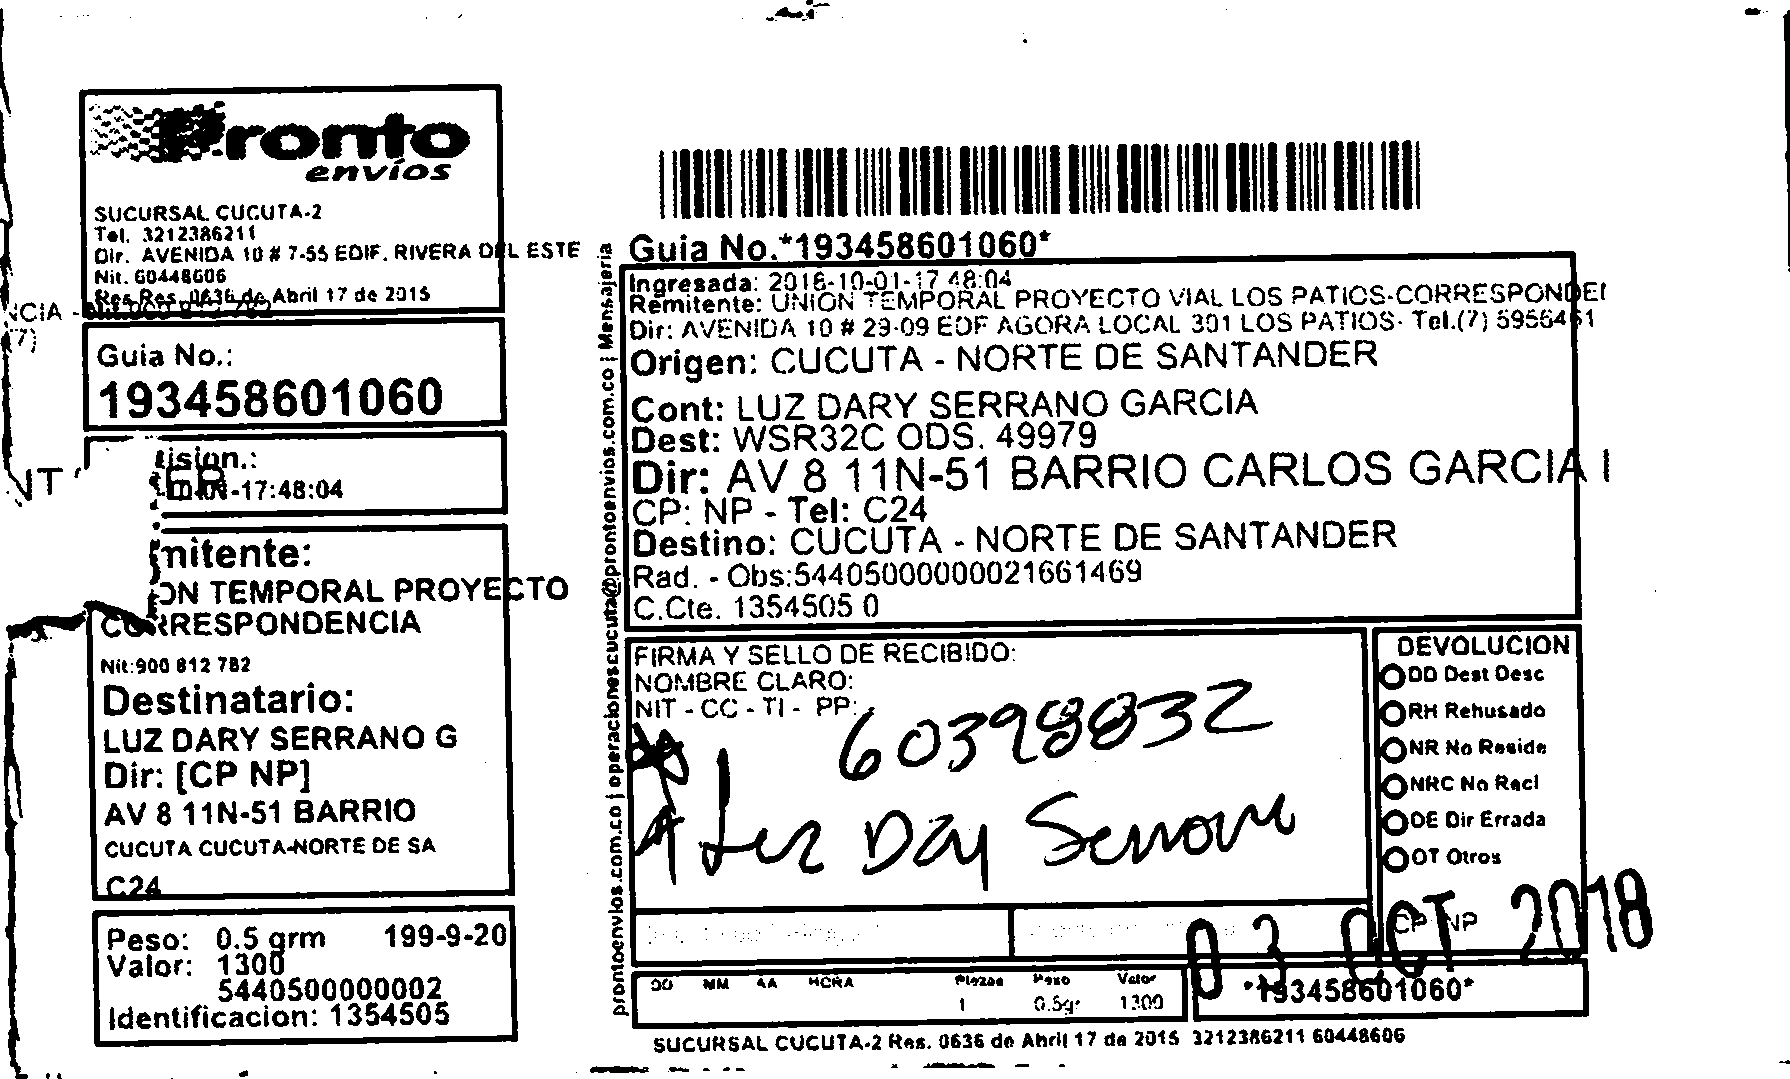 Pronto
envíos
SUCURSAL CUCUTA-2
Tel. 3212386211
Dir. AVENIDA 10 # 7-55 EDIF. RIVERA DEL ESTE
Nit. 60448606
Res Res. 0636 de Abril 17 de 2015
NCIA -
(7)
Guia No.:
193458601060
-17:48:04
NT
mitente:
ON TEMPORAL PROYECTO
CORRESPONDENCIA
Nit:900 812 782
Destinatario:
LUZ DARY SERRANO G
Dir: [CP NP]
AV 8 11N-51 BARRIO
CUCUTA CUCUTA-NORTE DE SA
C24
Peso: 0.5 grm 199-9-20
Valor: 1300
5440500000002
Identificacion: 1354505
prontoenvios.com.co | operacionescucuta@prontoenvios.com.co | Mensajeria
Guia No.*193458601060*
Ingresada: 2018-10-01-17:48:04
Remitente: UNION TEMPORAL PROYECTO VIAL LOS PATIOS-CORRESPONDEI
Dir: AVENIDA 10 # 29-09 EDF AGORA LOCAL 301 LOS PATIOS- Tel.(7) 5956461
Origen: CUCUTA - NORTE DE SANTANDER
Cont: LUZ DARY SERRANO GARCIA
Dest: WSR32C ODS. 49979
Dir: AV 8 11N-51 BARRIO CARLOS GARCIA I
CP: NP - Tel: C24
Destino: CUCUTA - NORTE DE SANTANDER
Rad. - Obs:54405000000021661469
C.Cte. 1354505 0
FIRMA Y SELLO DE RECIBIDO:
NOMBRE CLARO:
NIT - CC - TI - PP:
60398832
Luz Day Serrano
DEVOLUCION
DD Dest Desc
RH Rehusado
NR No Reside
NRC No Recl
DE Dir Errada
OT Otros
CP NP
03 OCT 2018
DD MM AA HORA Piezas Peso Valor
1 0.5gr 1300
*193458601060*
SUCURSAL CUCUTA-2 Res. 0636 de Abril 17 de 2015 3212386211 60448606